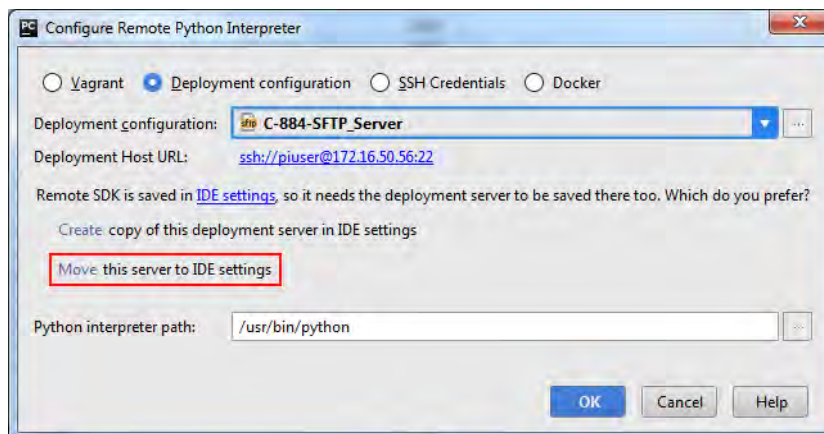 PC Configure Remote Python Interpreter
Vagrant Deployment configuration SSH Credentials Docker
Deployment configuration: sftp C-884-SFTP_Server ...
Deployment Host URL: ssh://piuser@172.16.50.56:22
Remote SDK is saved in IDE settings, so it needs the deployment server to be saved there too. Which do you prefer?
Create copy of this deployment server in IDE settings
Move this server to IDE settings
Python interpreter path: /usr/bin/python ...
OK Cancel Help